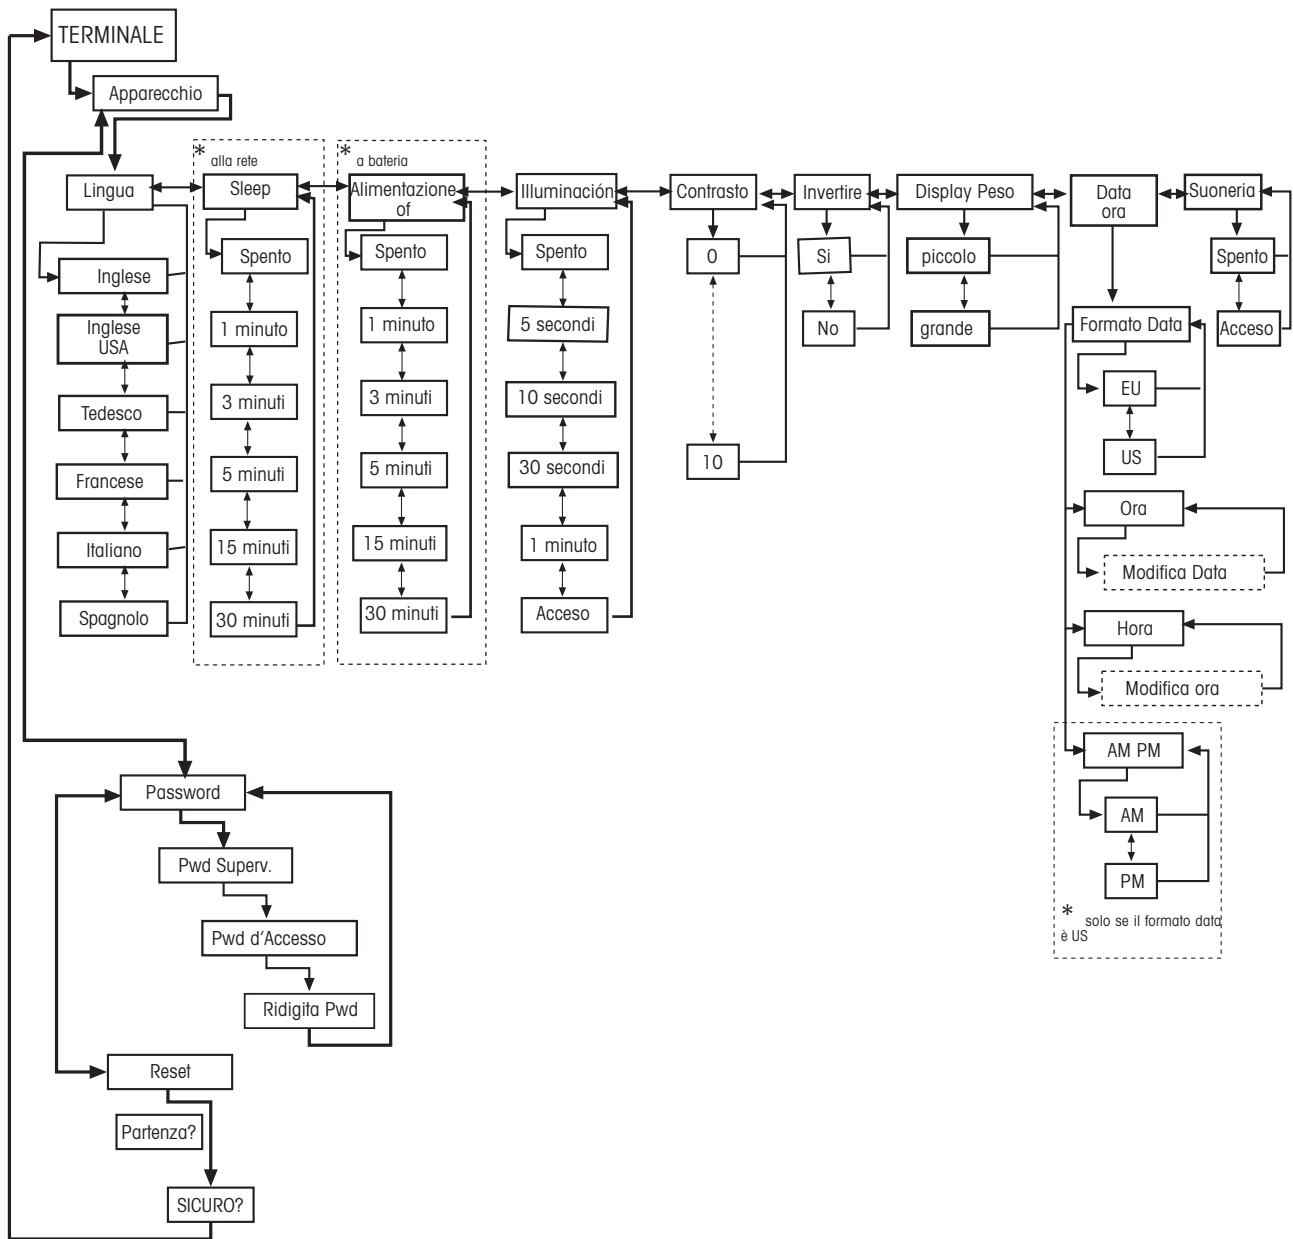 TERMINALE
Apparecchio
* alla rete
* a bateria
Lingua
Sleep
Alimentazione
of
Illuminación
Contrasto
Invertire
Display Peso
Data
ora
Suoneria
Inglese
Inglese
USA
Tedesco
Francese
Italiano
Spagnolo
Spento
1 minuto
3 minuti
5 minuti
15 minuti
30 minuti
Spento
1 minuto
3 minuti
5 minuti
15 minuti
30 minuti
Spento
5 secondi
10 secondi
30 secondi
1 minuto
Acceso
0
10
Si
No
piccolo
grande
Formato Data
EU
US
Ora
Modifica Data
Hora
Modifica ora
AM PM
AM
PM
* solo se il formato data
è US
Spento
Acceso
Password
Pwd Superv.
Pwd d'Accesso
Ridigita Pwd
Reset
Partenza?
SICURO?